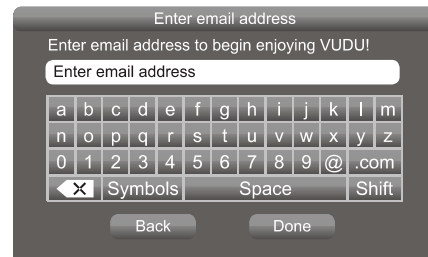 Enter email address
Enter email address to begin enjoying VUDU!
Enter email address
a b c d e f g h i j k l m
n o p q r s t u v w x y z
0 1 2 3 4 5 6 7 8 9 @ .com
X Symbols Space Shift
Back Done